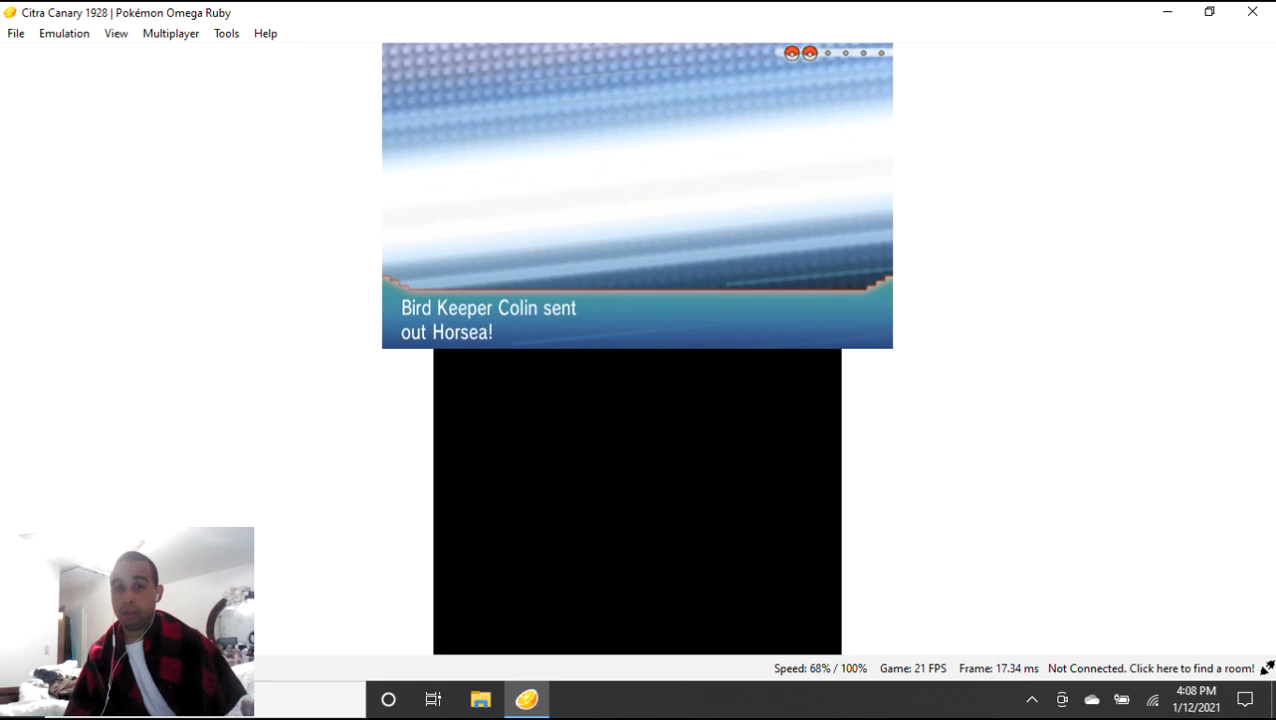 Citra Canary 1928 | Pokémon Omega Ruby
File Emulation View Multiplayer Tools Help
Bird Keeper Colin sent
out Horsea!
Speed: 68% / 100% Game: 21 FPS Frame: 17.34 ms Not Connected. Click here to find a room!
4:08 PM
1/12/2021